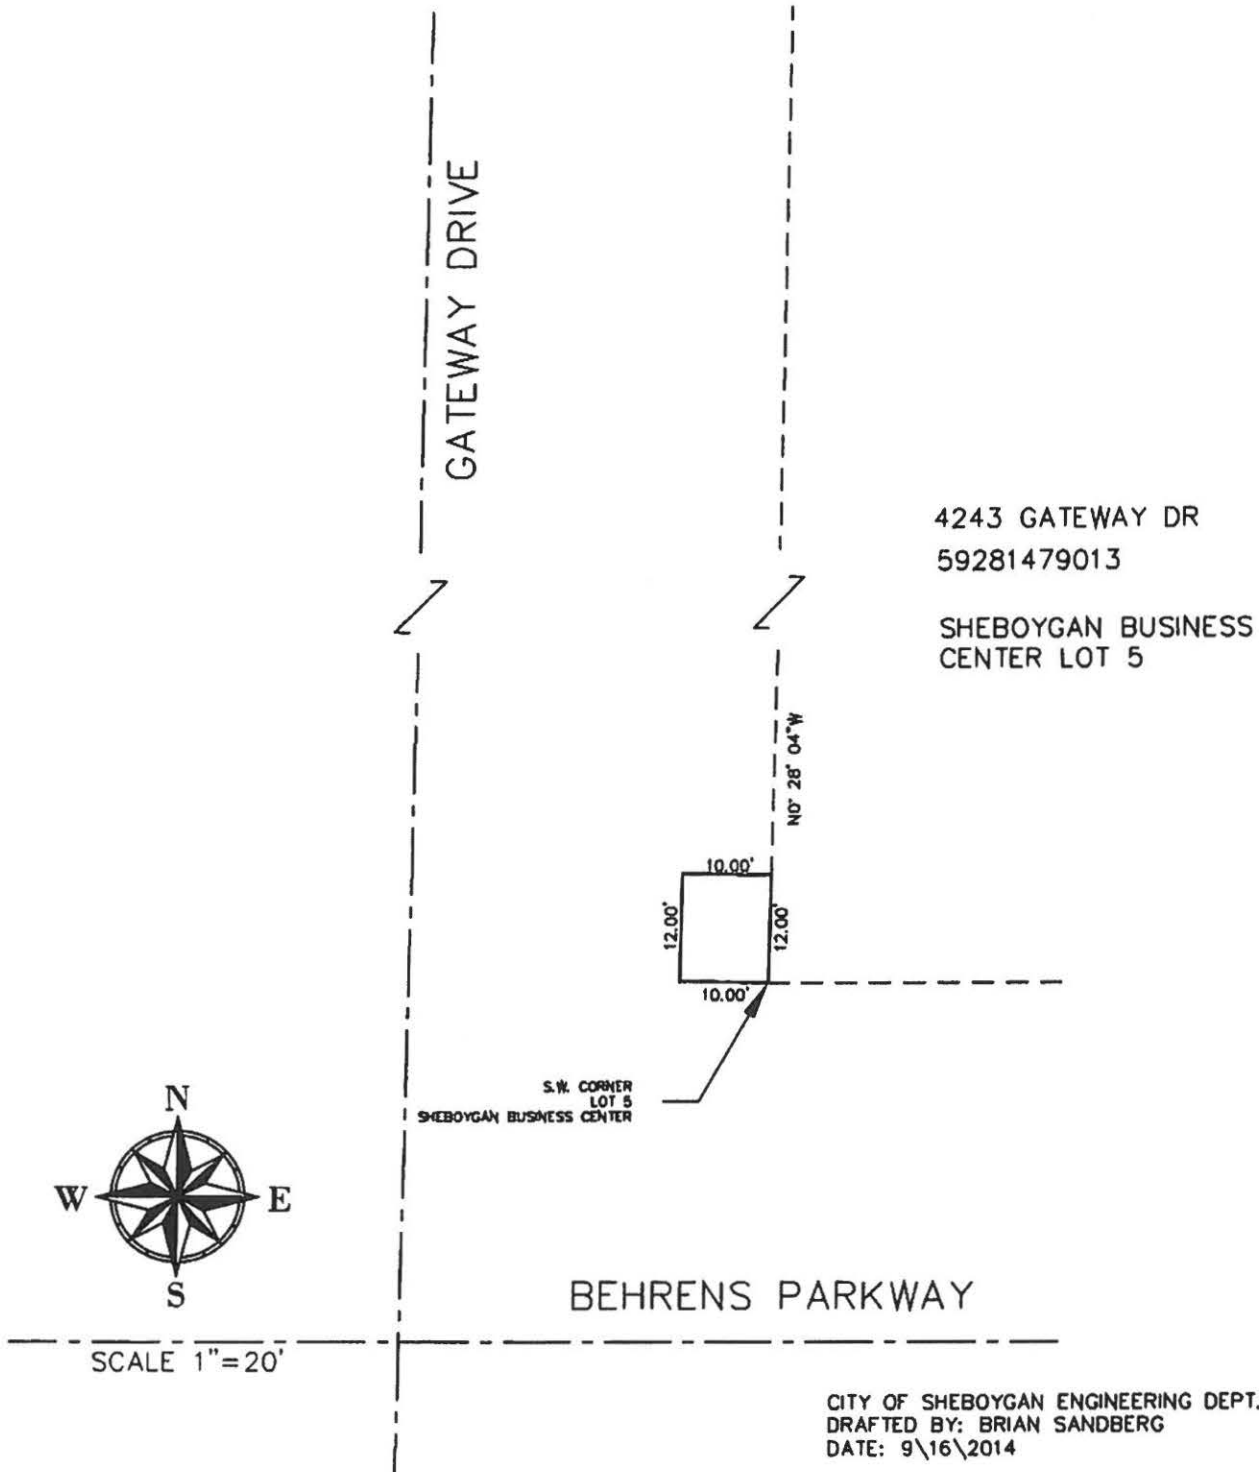 GATEWAY DRIVE
4243 GATEWAY DR
59281479013
SHEBOYGAN BUSINESS
CENTER LOT 5
N0° 28' 04"W
10.00'
12.00'
12.00'
10.00'
S.W. CORNER
LOT 5
SHEBOYGAN BUSINESS CENTER
N
W
E
S
BEHRENS PARKWAY
SCALE 1"=20'
CITY OF SHEBOYGAN ENGINEERING DEPT.
DRAFTED BY: BRIAN SANDBERG
DATE: 9\16\2014